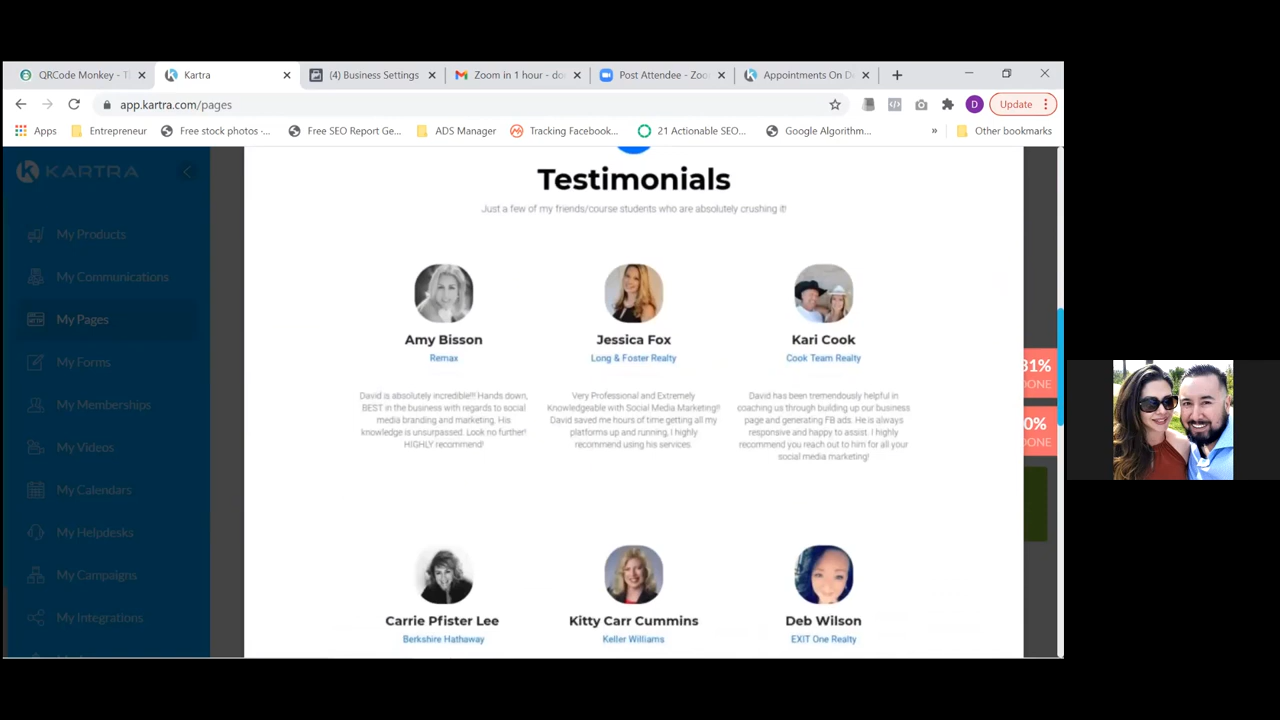 QRCode Monkey - T
Kartra
(4) Business Settings
Zoom in 1 hour - do
Post Attendee - Zoo
Appointments On D
app.kartra.com/pages
D
Update
Apps
Entrepreneur
Free stock photos -...
Free SEO Report Ge...
ADS Manager
Tracking Facebook...
21 Actionable SEO...
Google Algorithm...
»
Other bookmarks
KARTRA
My Products
My Communications
My Pages
My Forms
My Memberships
My Videos
My Calendars
My Helpdesks
My Campaigns
My Integrations
Testimonials
Just a few of my friends/course students who are absolutely crushing it!
Amy Bisson
Remax
David is absolutely incredible!!! Hands down,
BEST in the business with regards to social
media branding and marketing. His
knowledge is unsurpassed. Look no further!
HIGHLY recommend!
Jessica Fox
Long & Foster Realty
Very Professional and Extremely
Knowledgeable with Social Media Marketing!!
David saved me hours of time getting all my
platforms up and running. I highly
recommend using his services.
Kari Cook
Cook Team Realty
David has been tremendously helpful in
coaching us through building up our business
page and generating FB ads. He is always
responsive and happy to assist. I highly
recommend you reach out to him for all your
social media marketing!
Carrie Pfister Lee
Berkshire Hathaway
Kitty Carr Cummins
Keller Williams
Deb Wilson
EXIT One Realty
31%
DONE
0%
DONE